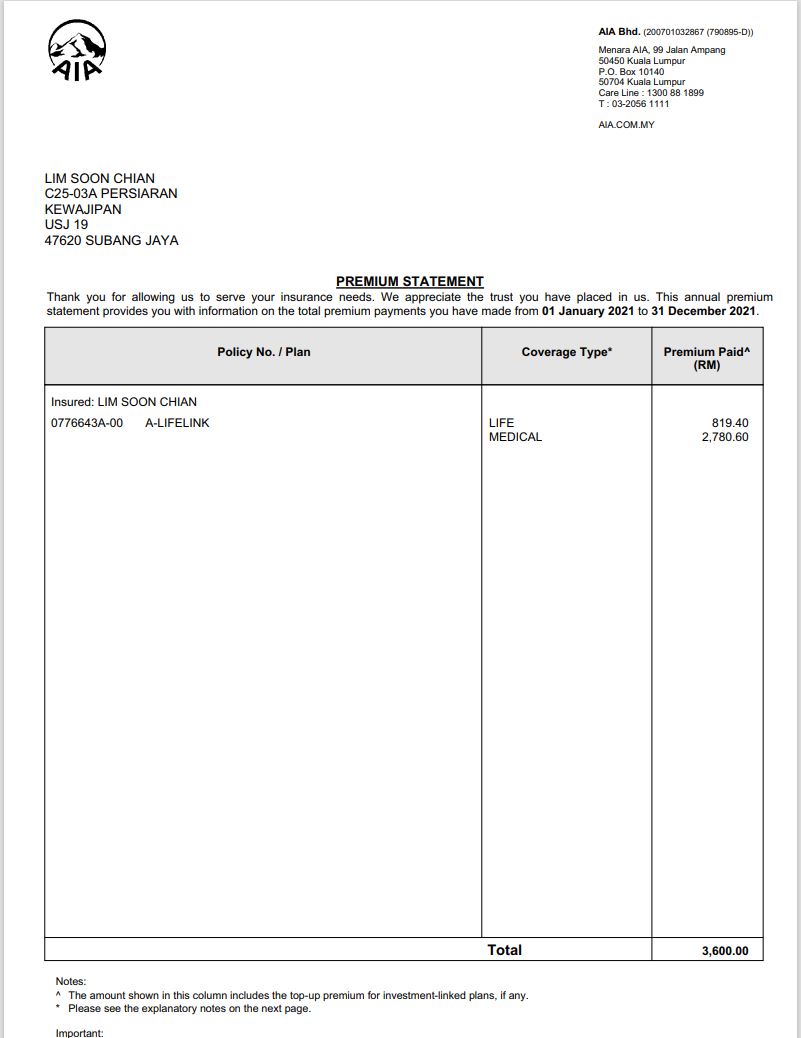 AIA
AIA Bhd. (200701032867 (790895-D))
Menara AIA, 99 Jalan Ampang
50450 Kuala Lumpur
P.O. Box 10140
50704 Kuala Lumpur
Care Line : 1300 88 1899
T : 03-2056 1111
AIA.COM.MY
LIM SOON CHIAN
C25-03A PERSIARAN
KEWAJIPAN
USJ 19
47620 SUBANG JAYA
PREMIUM STATEMENT
Thank you for allowing us to serve your insurance needs. We appreciate the trust you have placed in us. This annual premium
statement provides you with information on the total premium payments you have made from 01 January 2021 to 31 December 2021.
Policy No. / Plan Coverage Type* Premium Paid^
(RM)
Insured: LIM SOON CHIAN
0776643A-00 A-LIFELINK LIFE 819.40
MEDICAL 2,780.60
Total 3,600.00
Notes:
^ The amount shown in this column includes the top-up premium for investment-linked plans, if any.
* Please see the explanatory notes on the next page.
Important: